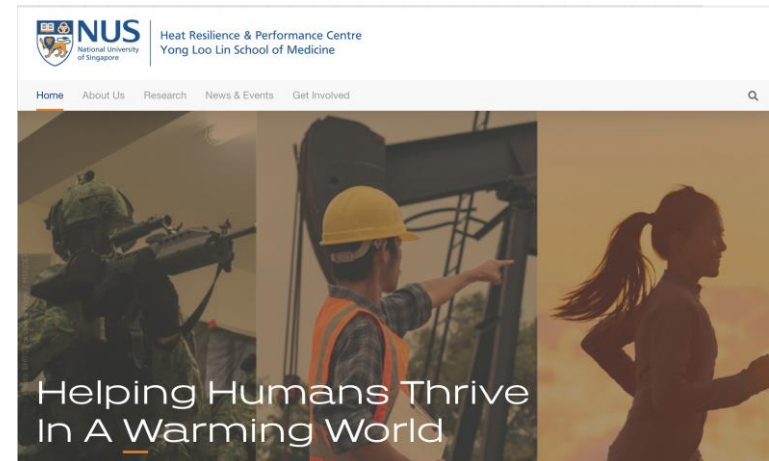 NUS
National University
of Singapore
Heat Resilience & Performance Centre
Yong Loo Lin School of Medicine
Home About Us Research News & Events Get Involved
Helping Humans Thrive
In A Warming World